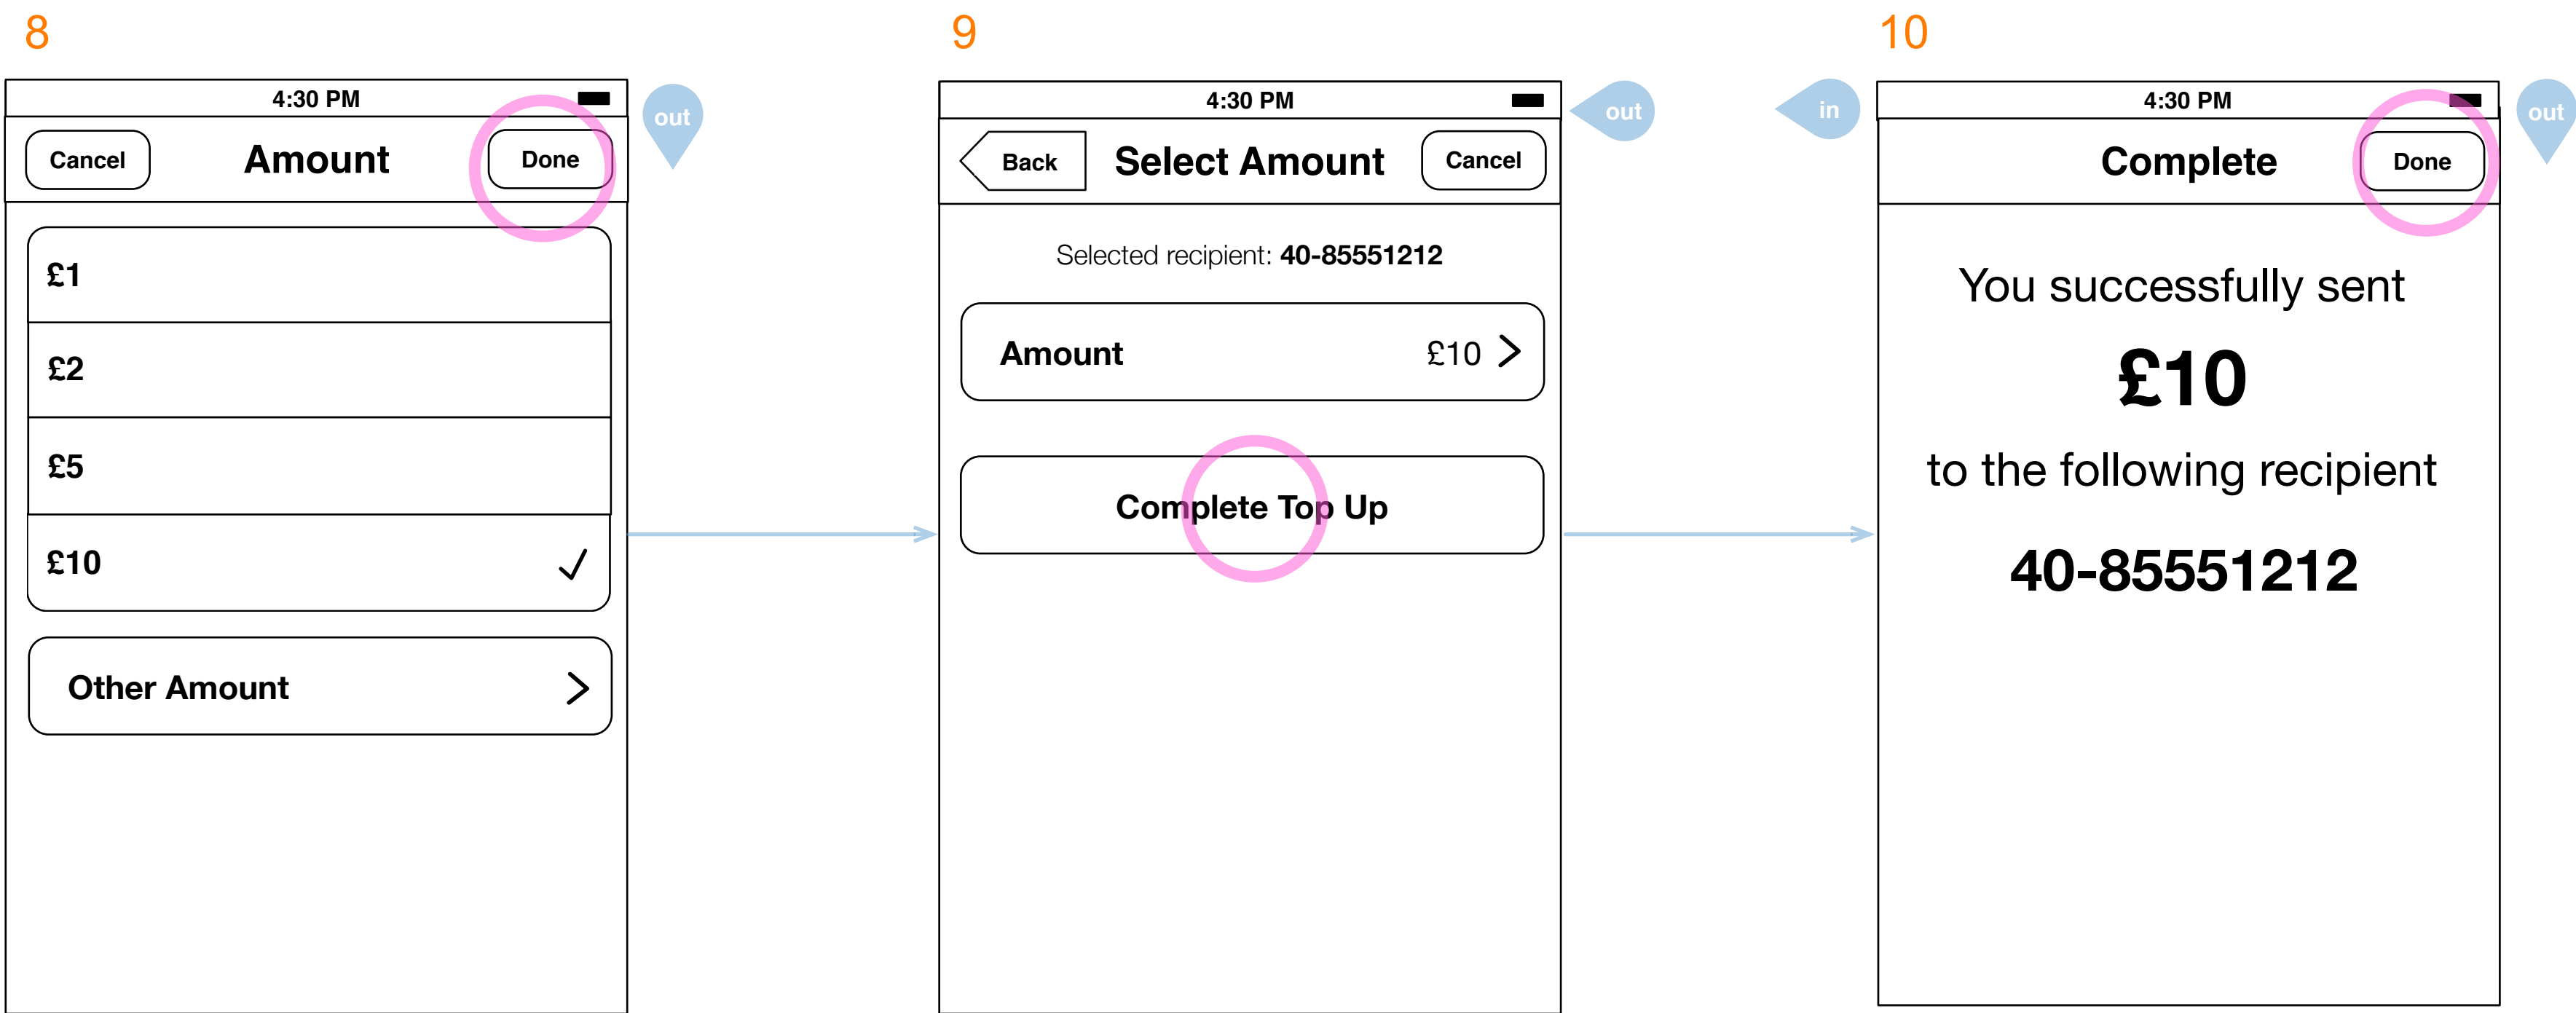 8
4:30 PM
out
Cancel
Amount
Done
£1
£2
£5
£10
Other Amount
9
4:30 PM
out
Back
Select Amount
Cancel
Selected recipient: 40-85551212
Amount £10
Complete Top Up
10
in
4:30 PM
out
Complete
Done
You successfully sent
£10
to the following recipient
40-85551212